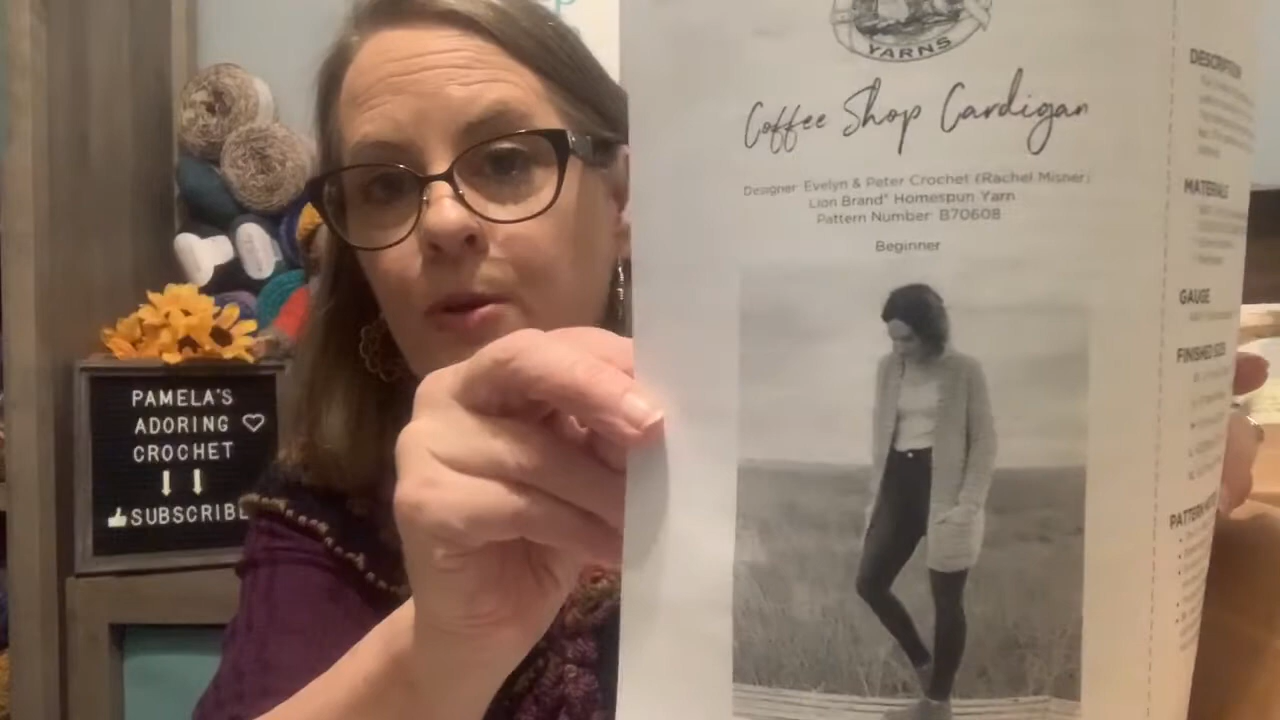 YARNS
Coffee Shop Cardigan
Designer: Evelyn & Peter Crochet (Rachel Misner)
Lion Brand® Homespun Yarn
Pattern Number: B70608
Beginner
DESCRIPTION
MATERIALS
GAUGE
FINISHED SIZE
PATTERN
PAMELA'S
ADORING
CROCHET
SUBSCRIBE